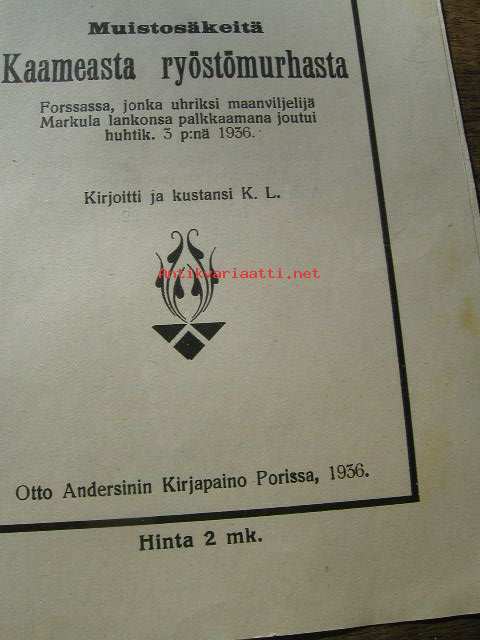 Muistosäkeitä
Kaameasta ryöstömurhasta
Forssassa, jonka uhriksi maanviljelijä
Markula lankonsa palkkaamana joutui
huhtik. 3 p:nä 1936.
Kirjoitti ja kustansi K. L.
antikvariaatti.net
Otto Andersinin Kirjapaino Porissa, 1936.
Hinta 2 mk.